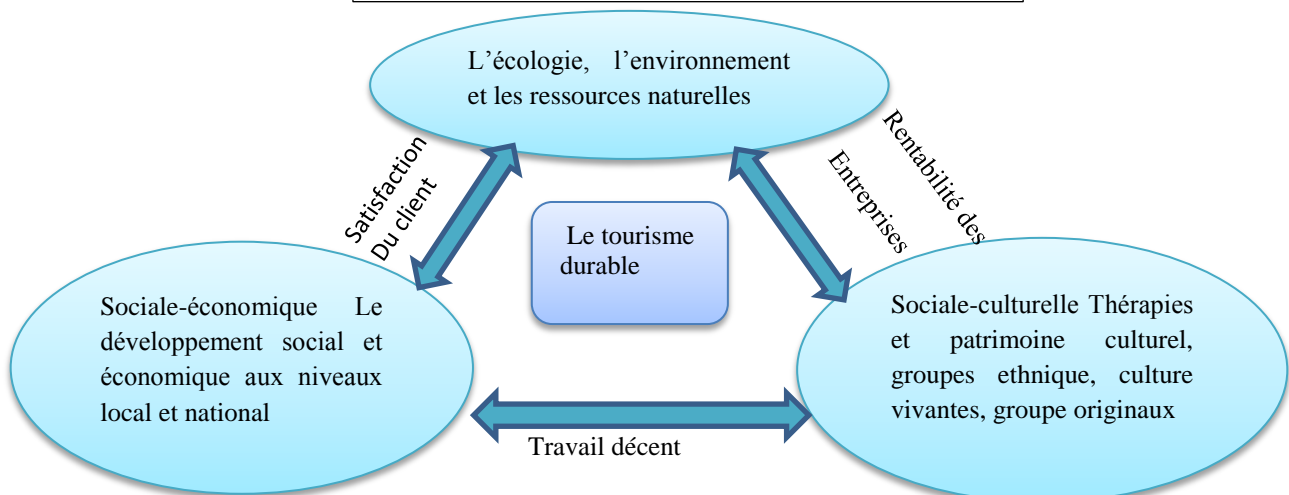 L'écologie, l'environnement
et les ressources naturelles
Satisfaction
Du client
Rentabilité des
Entreprises
Le tourisme
durable
Sociale-économique Le
développement social et
économique aux niveaux
local et national
Sociale-culturelle Thérapies
et patrimoine culturel,
groupes ethnique, culture
vivantes, groupe originaux
Travail décent